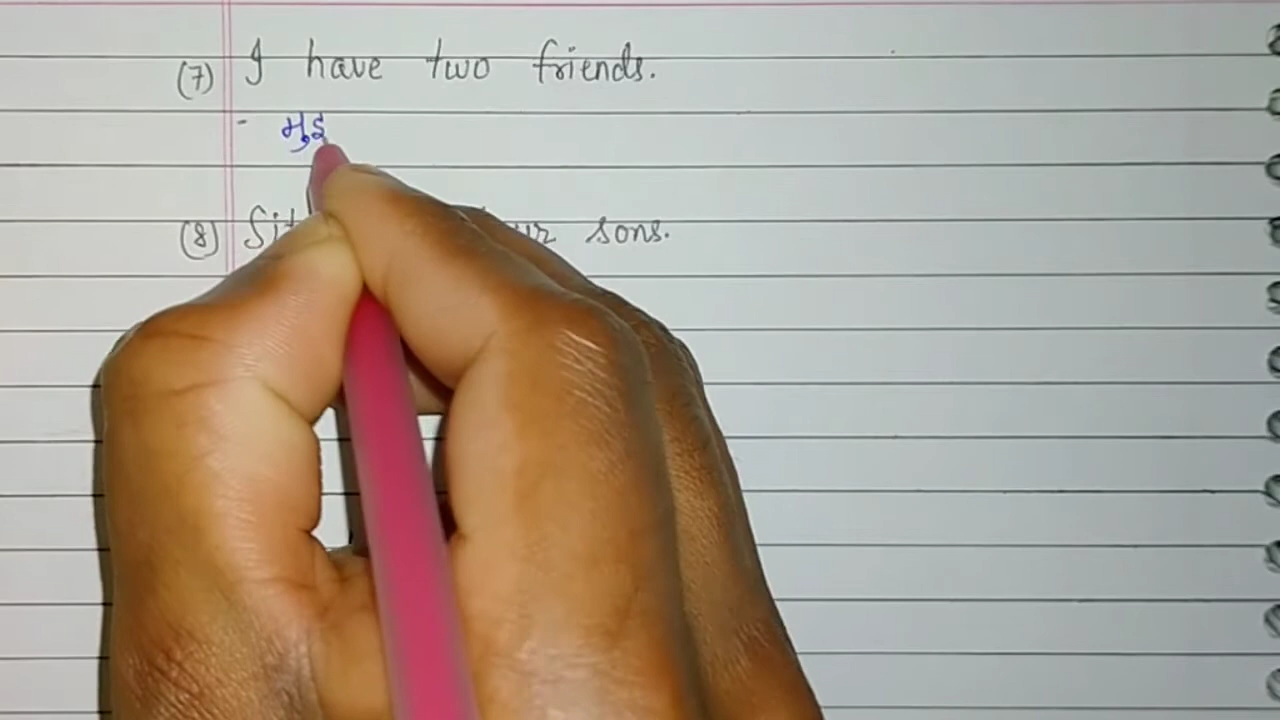 (7) I have two friends.
- मुइ
(8) sons.